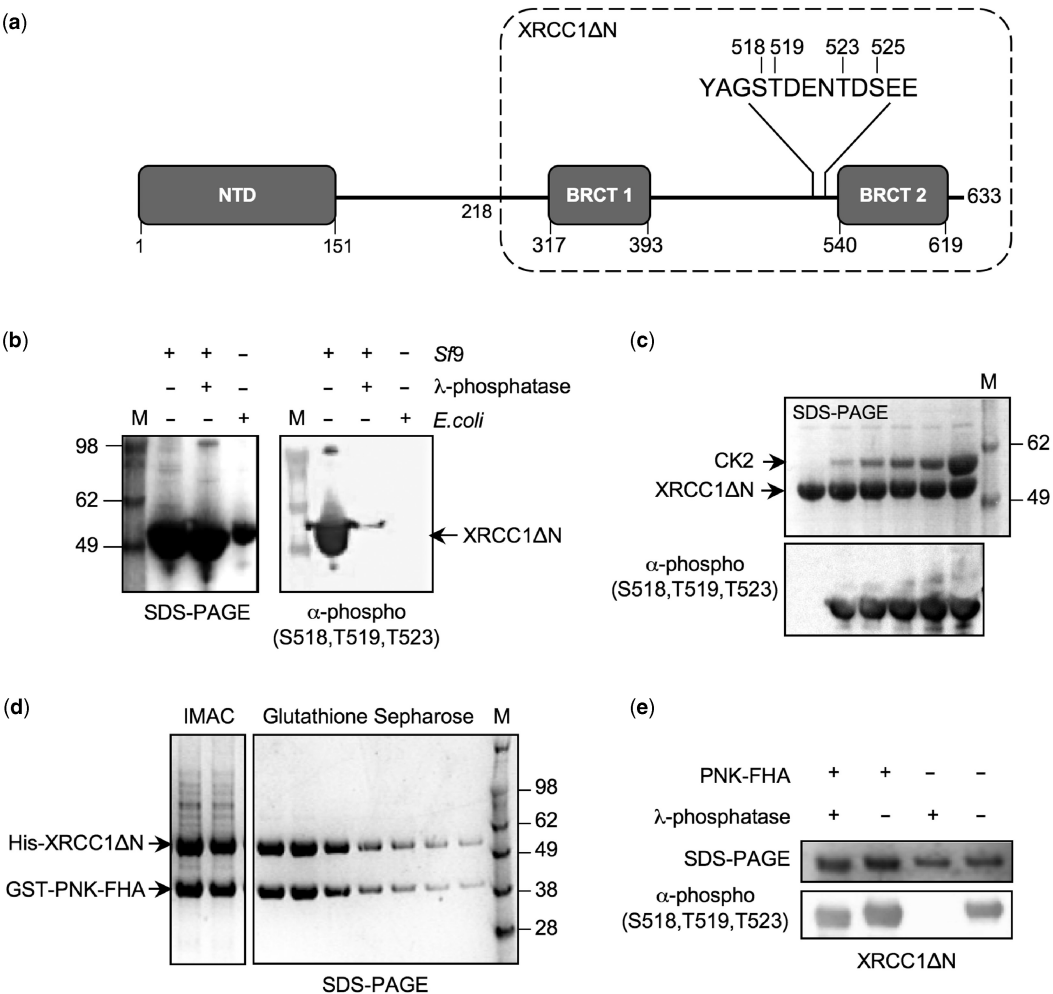 (a)
XRCC1ΔN
518 519 523 525
YAGSTDENTDSEE
NTD BRCT 1 BRCT 2 633
218
1 151 317 393 540 619
(b)
+ + – + + – Sf9
– + – – + – λ-phosphatase
M – – + M – – + E.coli
98
62
49
XRCC1ΔN
SDS-PAGE
α-phospho
(S518,T519,T523)
(c)
M
SDS-PAGE
62
CK2
XRCC1ΔN
49
α-phospho
(S518,T519,T523)
(d)
IMAC Glutathione Sepharose M
98
62
His-XRCC1ΔN
49
GST-PNK-FHA
38
28
SDS-PAGE
(e)
PNK-FHA + + – –
λ-phosphatase + – + –
SDS-PAGE
α-phospho
(S518,T519,T523)
XRCC1ΔN